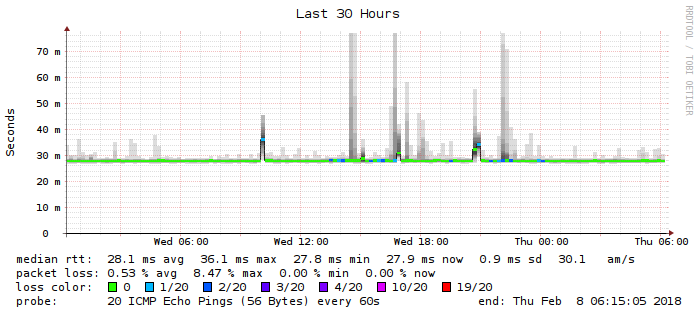 Last 30 Hours
RRDTOOL / TOBI OETIKER
Seconds
70 m
60 m
50 m
40 m
30 m
20 m
10 m
0
Wed 06:00 Wed 12:00 Wed 18:00 Thu 00:00 Thu 06:00
median rtt: 28.1 ms avg 36.1 ms max 27.8 ms min 27.9 ms now 0.9 ms sd 30.1 am/s
packet loss: 0.53 % avg 8.47 % max 0.00 % min 0.00 % now
loss color: 0 1/20 2/20 3/20 4/20 10/20 19/20
probe: 20 ICMP Echo Pings (56 Bytes) every 60s end: Thu Feb 8 06:15:05 2018